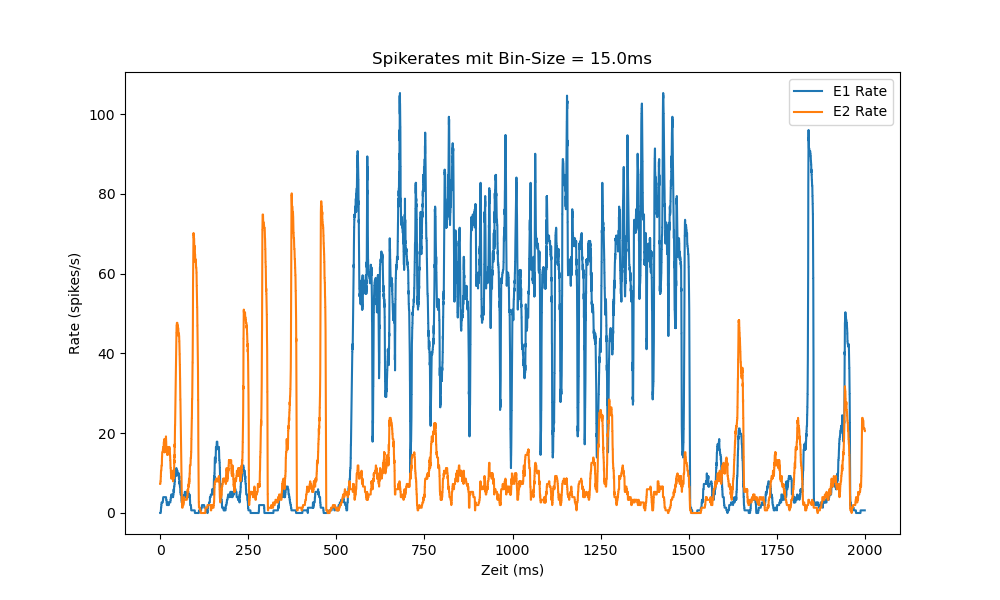 Spikerates mit Bin-Size = 15.0ms
E1 Rate
E2 Rate
100
80
60
40
20
0
Rate (spikes/s)
0 250 500 750 1000 1250 1500 1750 2000
Zeit (ms)